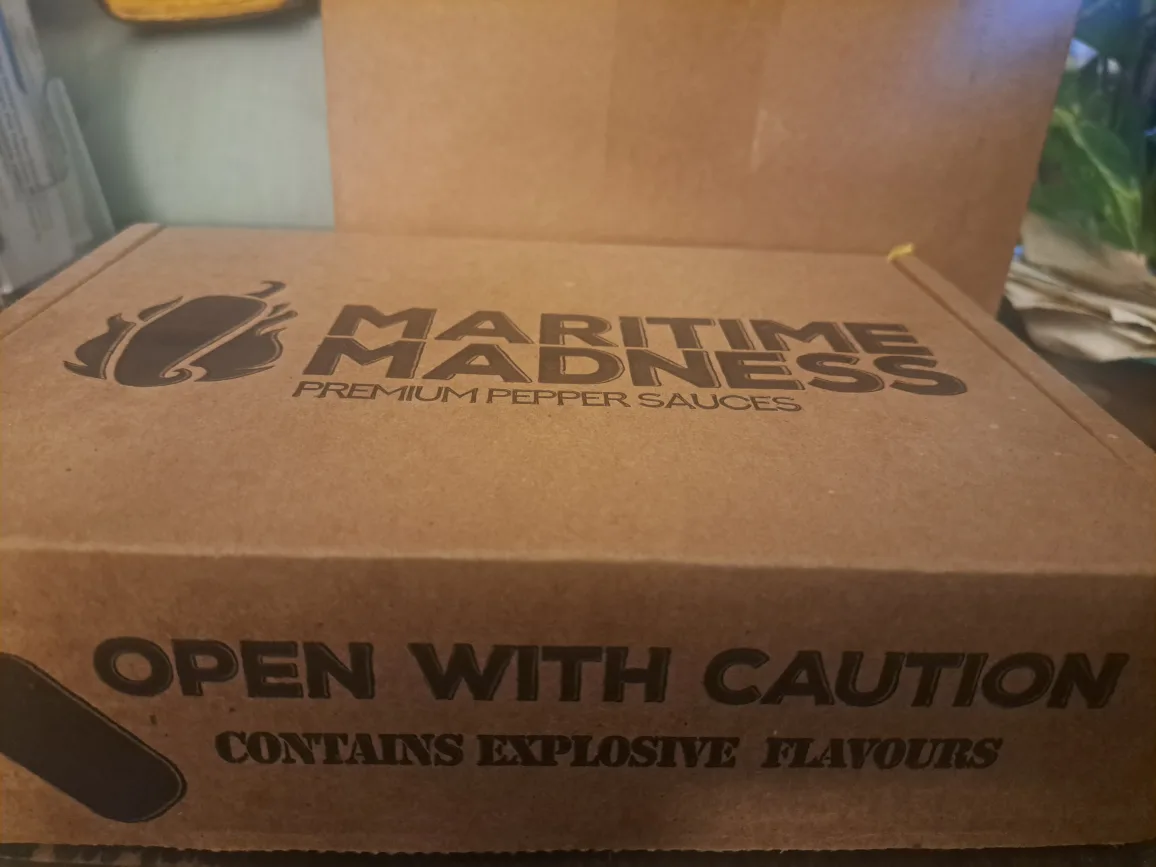 MARITIME
MADNESS
PREMIUM PEPPER SAUCES
OPEN WITH CAUTION
CONTAINS EXPLOSIVE FLAVOURS